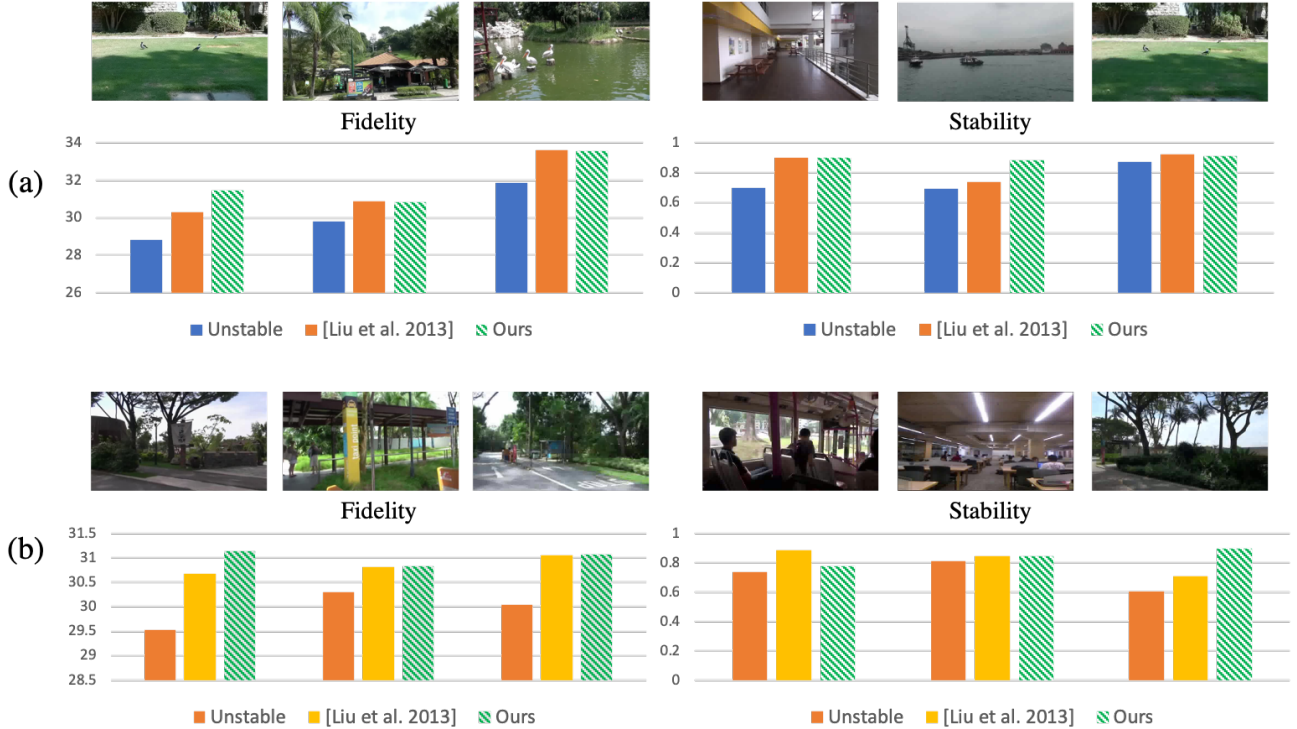 Fidelity
Stability
(a)
34
32
30
28
26
1
0.8
0.6
0.4
0.2
0
Unstable [Liu et al. 2013] Ours
Unstable [Liu et al. 2013] Ours
taxi point
Fidelity
Stability
(b)
31.5
31
30.5
30
29.5
29
28.5
1
0.8
0.6
0.4
0.2
0
Unstable [Liu et al. 2013] Ours
Unstable [Liu et al. 2013] Ours